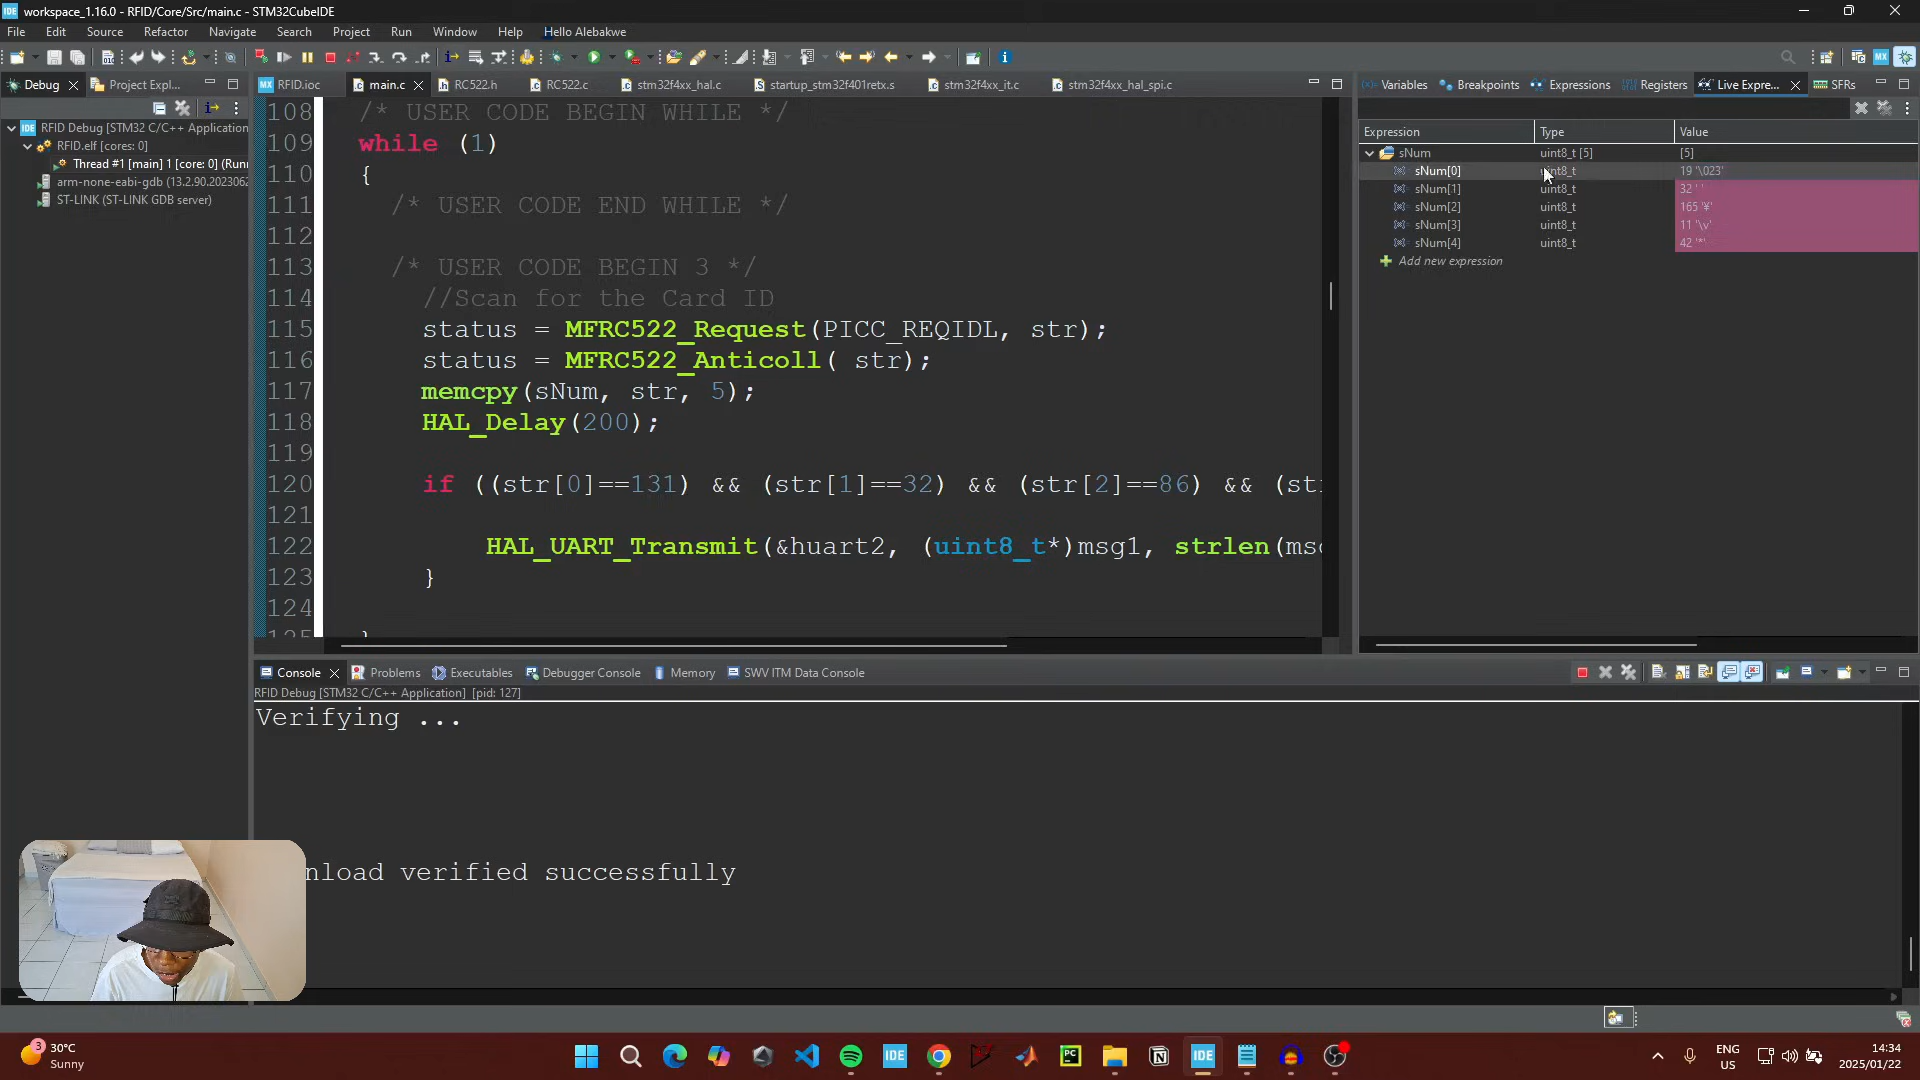 workspace_1.16.0 - RFID/Core/Src/main.c - STM32CubeIDE
File Edit Source Refactor Navigate Search Project Run Window Help Hello Alebakwe
Debug Project Expl...
RFID.ioc main.c RC522.h RC522.c stm32f4xx_hal.c startup_stm32f401retx.s stm32f4xx_it.c stm32f4xx_hal_spi.c
Variables Breakpoints Expressions Registers Live Expre... SFRs
RFID Debug [STM32 C/C++ Application
RFID.elf [cores: 0]
Thread #1 [main] 1 [core: 0] (Runn
arm-none-eabi-gdb (13.2.90.2023062
ST-LINK (ST-LINK GDB server)
108 /* USER CODE BEGIN WHILE */
109 while (1)
110 {
111 /* USER CODE END WHILE */
112
113 /* USER CODE BEGIN 3 */
114 //Scan for the Card ID
115 status = MFRC522_Request(PICC_REQIDL, str);
116 status = MFRC522_Anticoll( str);
117 memcpy(sNum, str, 5);
118 HAL_Delay(200);
119
120 if ((str[0]==131) && (str[1]==32) && (str[2]==86) && (str
121
122 HAL_UART_Transmit(&huart2, (uint8_t*)msg1, strlen(msg
123 }
124
125 }
Expression Type Value
sNum uint8_t [5] [5]
sNum[0] uint8_t 19 '\023'
sNum[1] uint8_t 32 ' '
sNum[2] uint8_t 165 '¥'
sNum[3] uint8_t 11 '\v'
sNum[4] uint8_t 42 '*'
Add new expression
Console Problems Executables Debugger Console Memory SWV ITM Data Console
RFID Debug [STM32 C/C++ Application] [pid: 127]
Verifying ...
nload verified successfully
3
30°C
Sunny
IDE
PC
IDE
ENG
US
14:34
2025/01/22